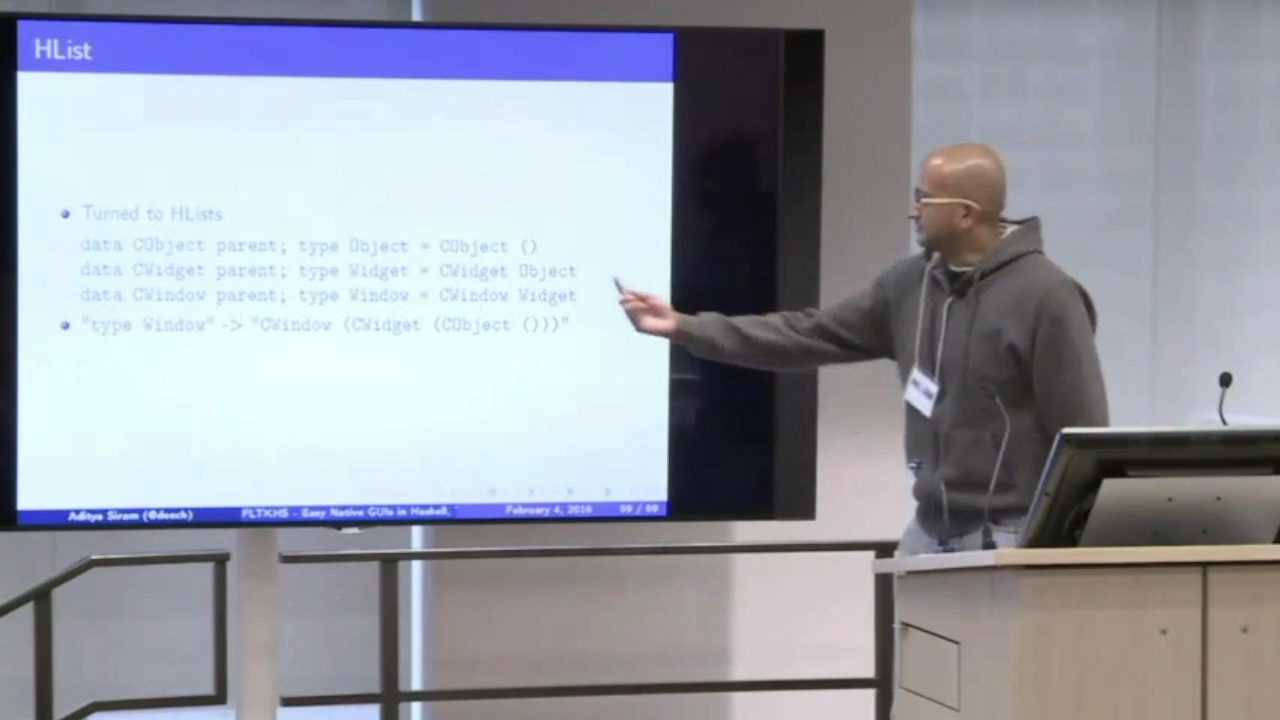 HList
Turned to HLists
data CObject parent; type Object = CObject ()
data CWidget parent; type Widget = CWidget Object
data CWindow parent; type Window = CWindow Widget
"type Window" -> "CWindow (CWidget (CObject ()))"
Aditya Siram (@deech) FLTKHS - Easy Native GUIs in Haskell, February 4, 2016 59 / 69